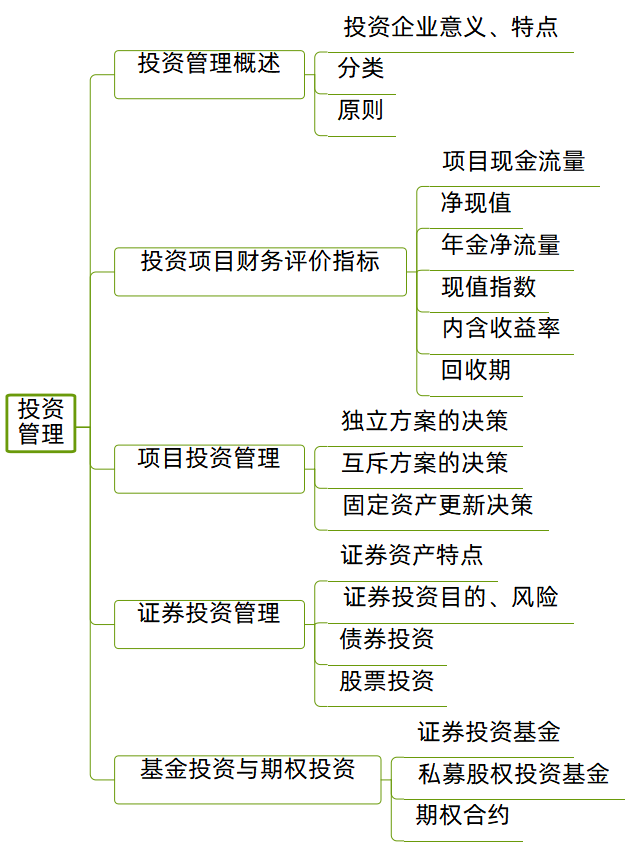 投资企业意义、特点
投资管理概述
分类
原则
项目现金流量
净现值
年金净流量
投资项目财务评价指标
现值指数
内含收益率
回收期
投资
管理
独立方案的决策
项目投资管理
互斥方案的决策
固定资产更新决策
证券资产特点
证券投资目的、风险
证券投资管理
债券投资
股票投资
证券投资基金
基金投资与期权投资
私募股权投资基金
期权合约